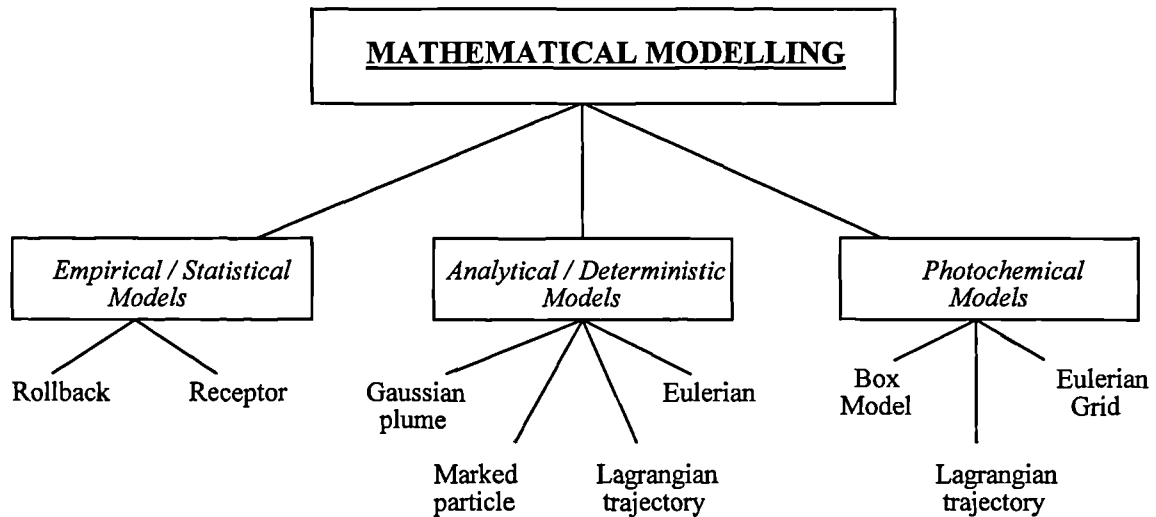 MATHEMATICAL MODELLING
Empirical / Statistical
Models
Analytical / Deterministic
Models
Photochemical
Models
Rollback
Receptor
Gaussian
plume
Marked
particle
Lagrangian
trajectory
Eulerian
Box
Model
Lagrangian
trajectory
Eulerian
Grid